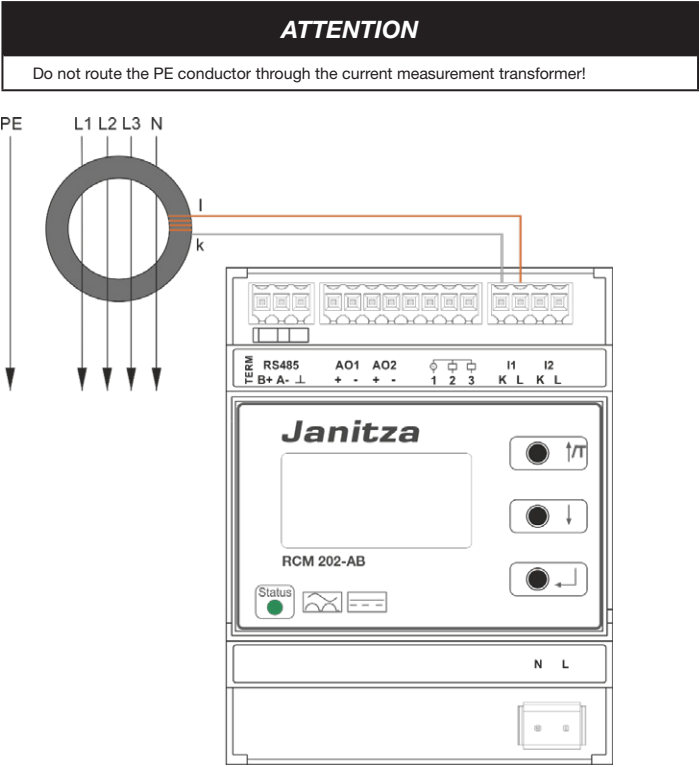 ATTENTION
Do not route the PE conductor through the current measurement transformer!
PE L1 L2 L3 N
l
k
TERM
RS485 AO1 AO2 I1 I2
B+ A- ⊥ + - + - 1 2 3 K L K L
Janitza
↑/T
↓
RCM 202-AB
Status
N L